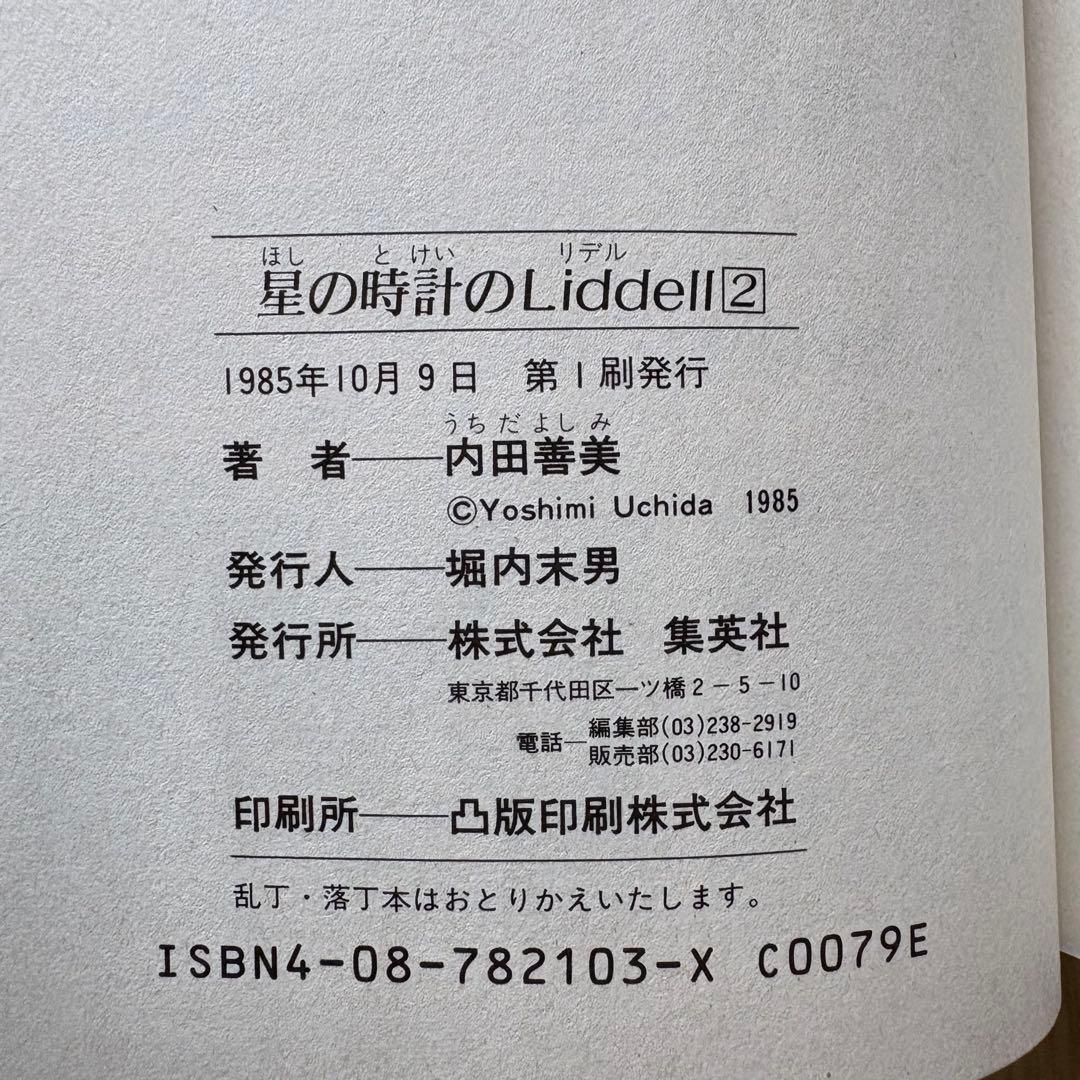 ほし とけい リデル
星の時計のLiddell2
1985年10月9日 第1刷発行
うちだよしみ
著 者——内田善美
©Yoshimi Uchida 1985
発行人——堀内末男
発行所——株式会社 集英社
東京都千代田区一ツ橋2-5-10
電話—編集部(03)238-2919
販売部(03)230-6171
印刷所——凸版印刷株式会社
乱丁・落丁本はおとりかえいたします。
ISBN4-08-782103-X C0079E